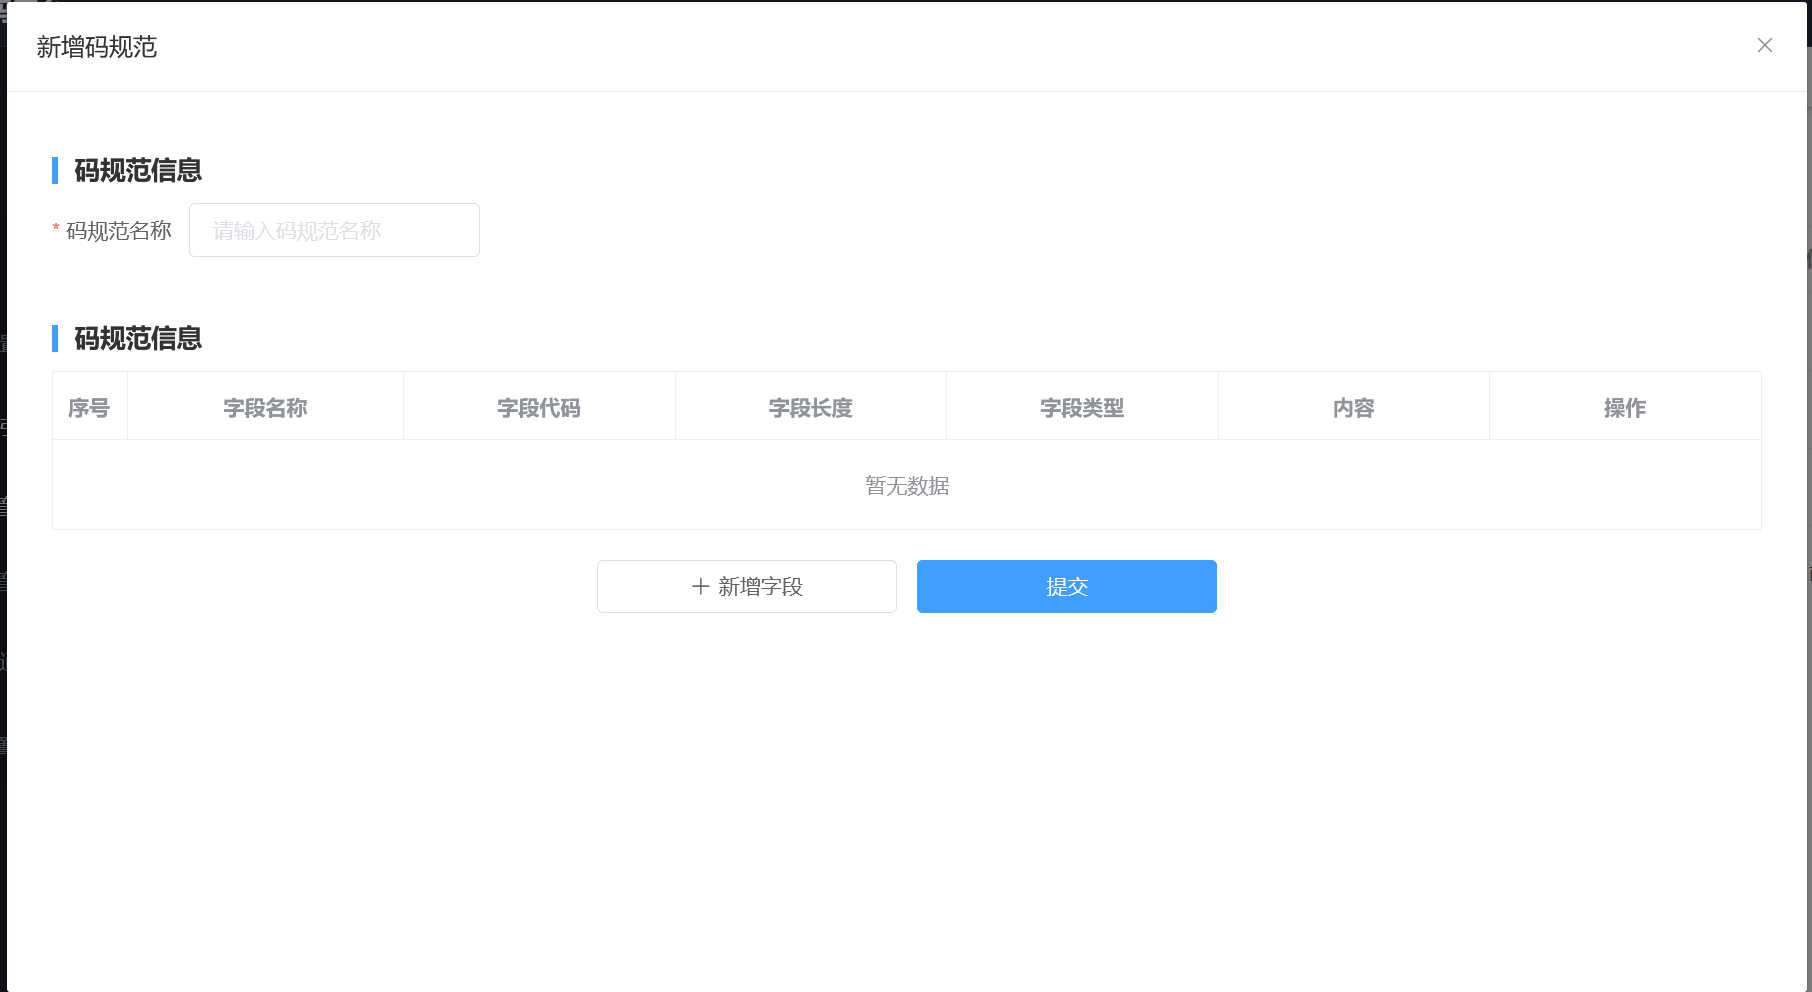 新增码规范
码规范信息
* 码规范名称 请输入码规范名称
码规范信息
序号 字段名称 字段代码 字段长度 字段类型 内容 操作
暂无数据
新增字段 提交